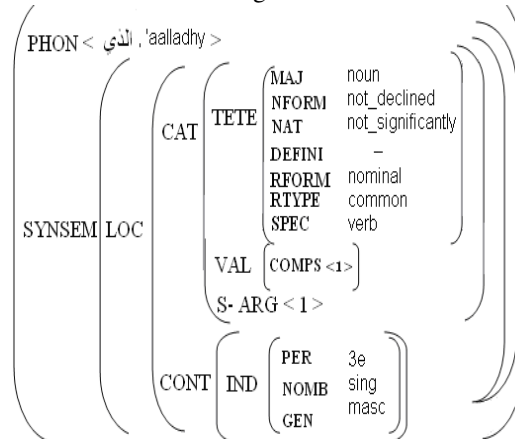 PHON < الذي , 'aalladhy >
MAJ noun
NFORM not_declined
CAT TETE NAT not_significantly
DEFINI –
RFORM nominal
RTYPE common
SYNSEM LOC SPEC verb
VAL COMPS <1>
S- ARG < 1 >
PER 3e
CONT IND NOMB sing
GEN masc